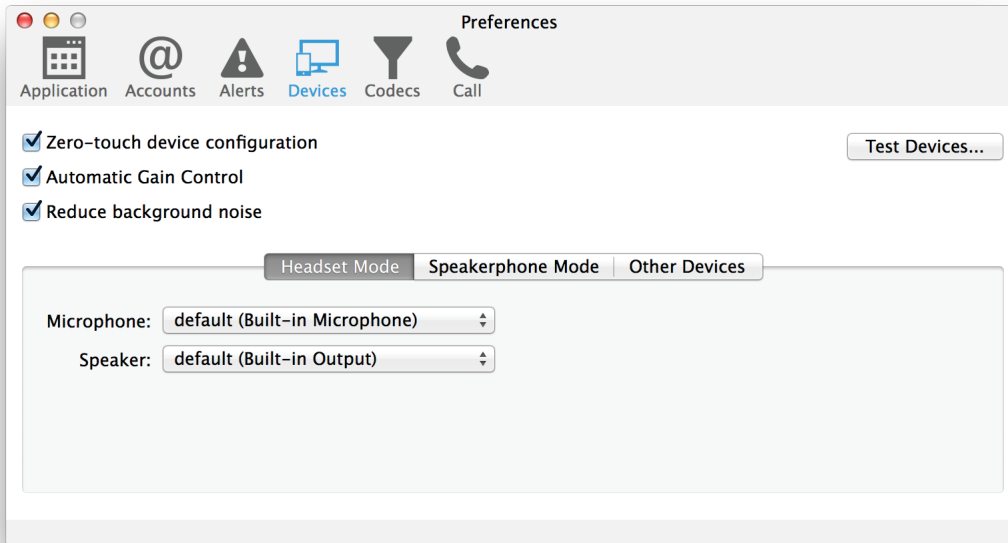 Preferences
@
Application Accounts Alerts Devices Codecs Call
Zero-touch device configuration
Test Devices...
Automatic Gain Control
Reduce background noise
Headset Mode Speakerphone Mode Other Devices
Microphone: default (Built-in Microphone)
Speaker: default (Built-in Output)